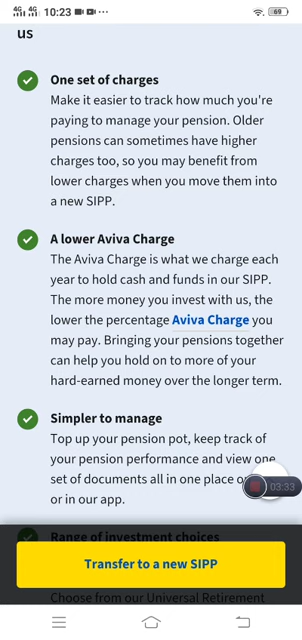 4G 4G 10:23 69
us
One set of charges
Make it easier to track how much you're
paying to manage your pension. Older
pensions can sometimes have higher
charges too, so you may benefit from
lower charges when you move them into
a new SIPP.
A lower Aviva Charge
The Aviva Charge is what we charge each
year to hold cash and funds in our SIPP.
The more money you invest with us, the
lower the percentage Aviva Charge you
may pay. Bringing your pensions together
can help you hold on to more of your
hard-earned money over the longer term.
Simpler to manage
Top up your pension pot, keep track of
your pension performance and view one
set of documents all in one place
03:33
or in our app.
Range of investment choices
Transfer to a new SIPP
Choose from our Universal Retirement